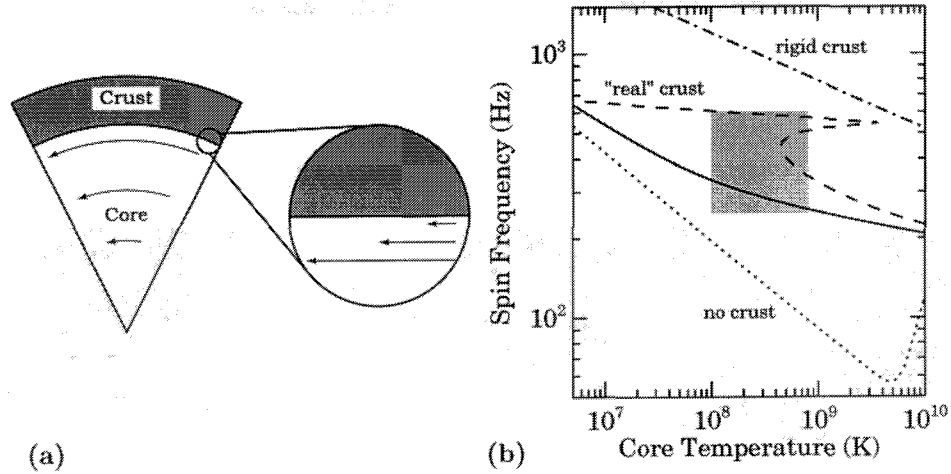 Crust
Core
(a)
Spin Frequency (Hz)
10³
10²
rigid crust
"real" crust
no crust
10⁷ 10⁸ 10⁹ 10¹⁰
(b) Core Temperature (K)